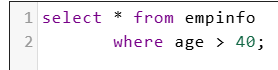 1 select * from empinfo
2 where age > 40;